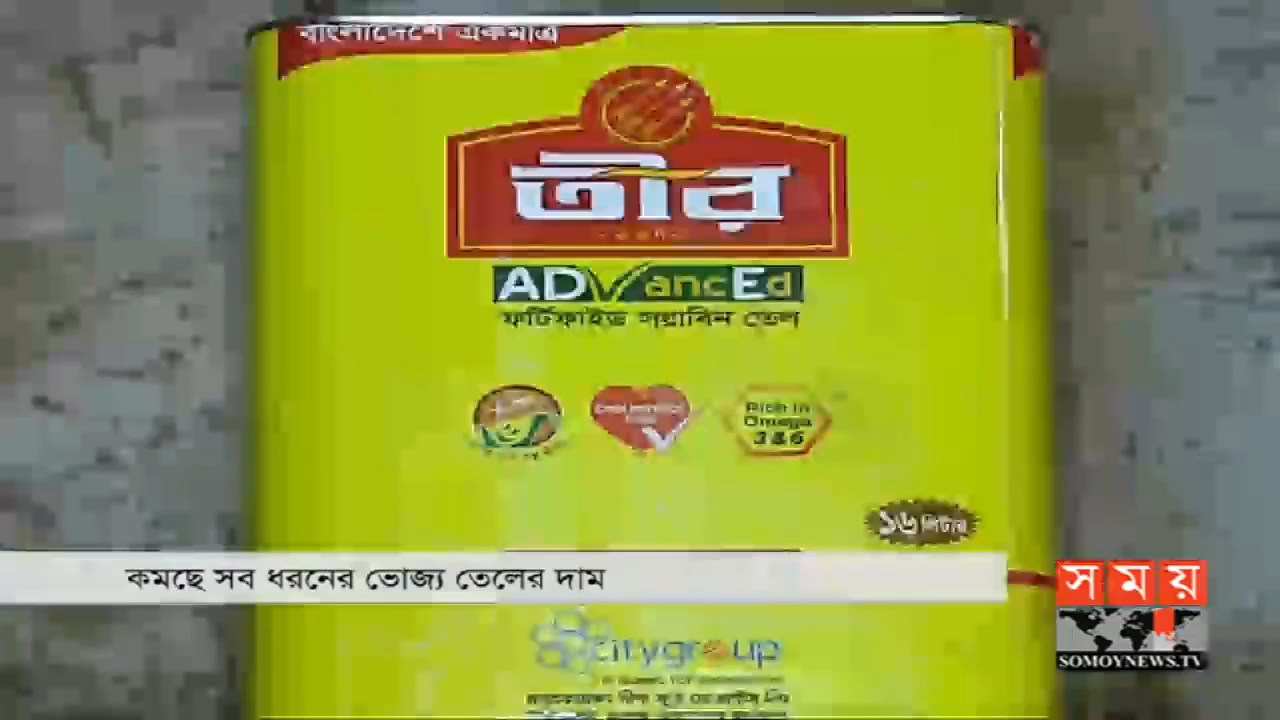 বাংলাদেশে একমাত্র
তীর
ADVancEd
ফর্টিফাইড সয়াবিন তেল
Rich in
Omega
3 & 6
১৬ লিটার
কমছে সব ধরনের ভোজ্য তেলের দাম
সময়
SOMOYNEWS.TV
citygroup